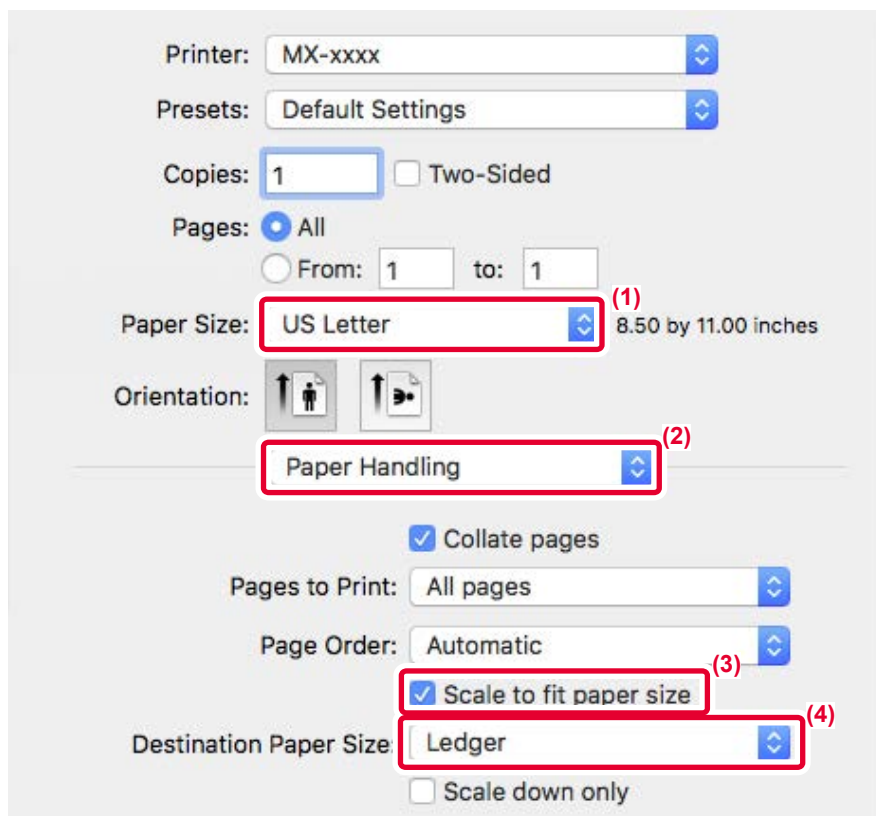 Printer: MX-xxxx
Presets: Default Settings
Copies: 1 Two-Sided
Pages: All
From: 1 to: 1
(1)
Paper Size: US Letter 8.50 by 11.00 inches
Orientation:
(2)
Paper Handling
Collate pages
Pages to Print: All pages
Page Order: Automatic
(3)
Scale to fit paper size
(4)
Destination Paper Size: Ledger
Scale down only